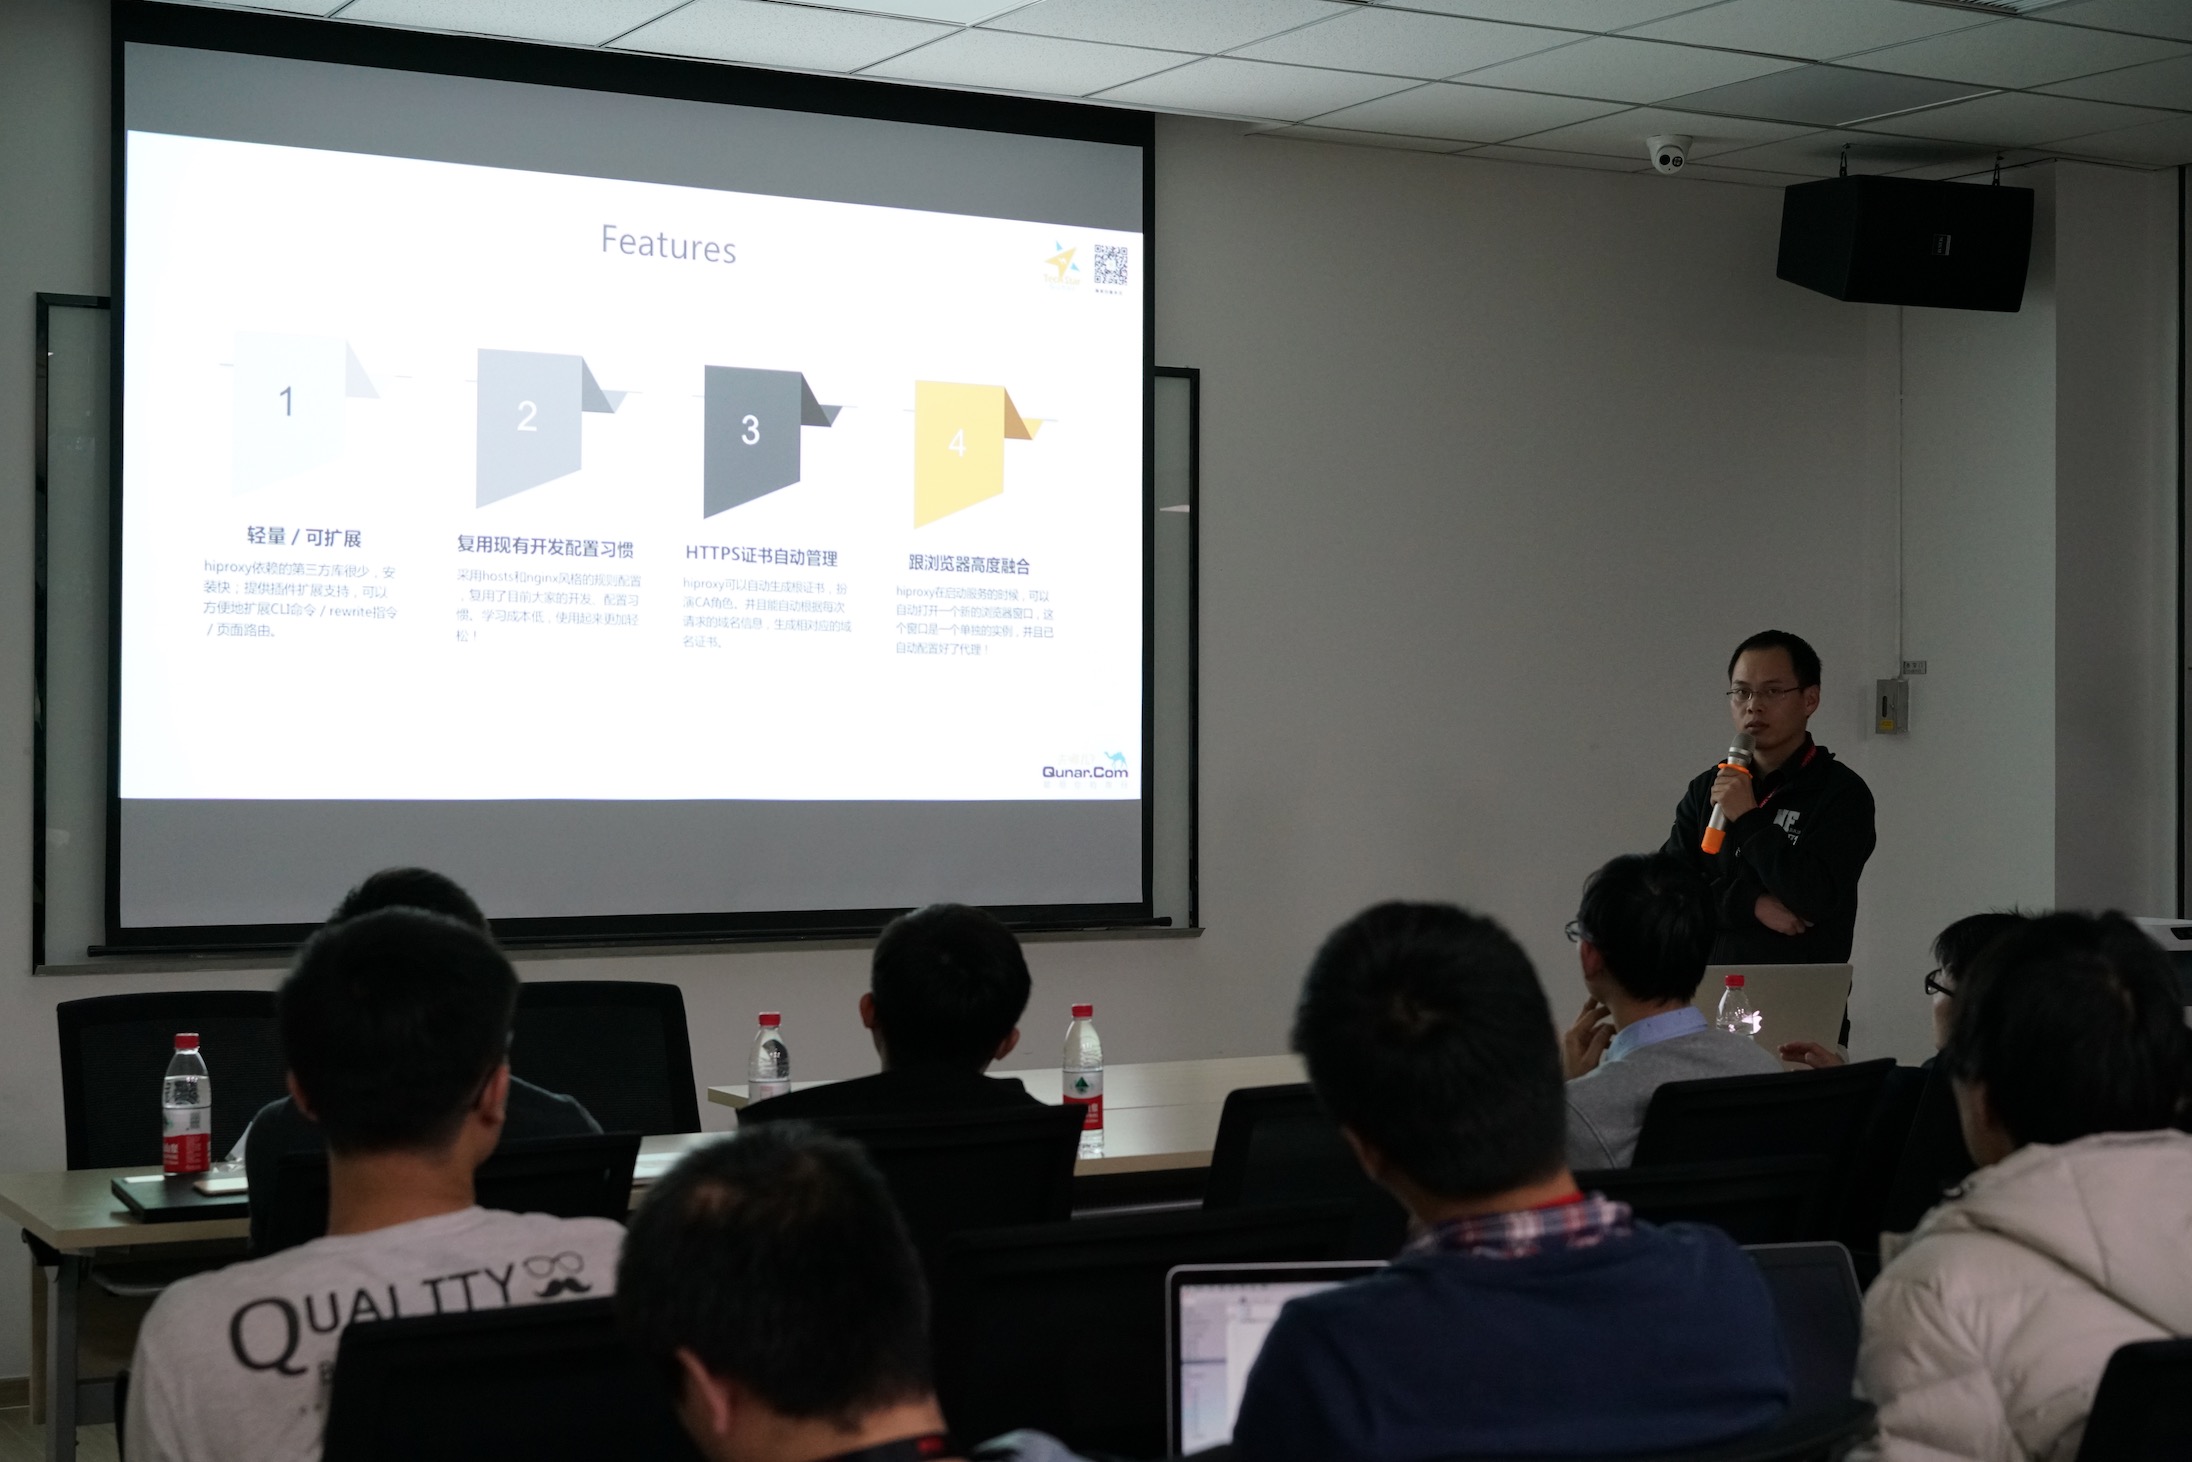 Features
1
2
3
4
轻量 / 可扩展
hiproxy依赖的第三方库很少，安
装快；提供插件扩展支持，可以
方便地扩展CLI命令 / rewrite指令
/ 页面路由。
复用现有开发配置习惯
采用hosts和nginx风格的规则配置
，复用了目前大家的开发、配置习
惯。学习成本低，使用起来更加轻
松！
HTTPS证书自动管理
hiproxy可以自动生成根证书，扮
演CA角色。并且能自动根据每次
请求的域名信息，生成相对应的域
名证书。
跟浏览器高度融合
hiproxy在启动服务的时候，可以
自动打开一个新的浏览器窗口，这
个窗口是一个单独的实例，并且已
自动配置好了代理！
Qunar.Com
QUALITY